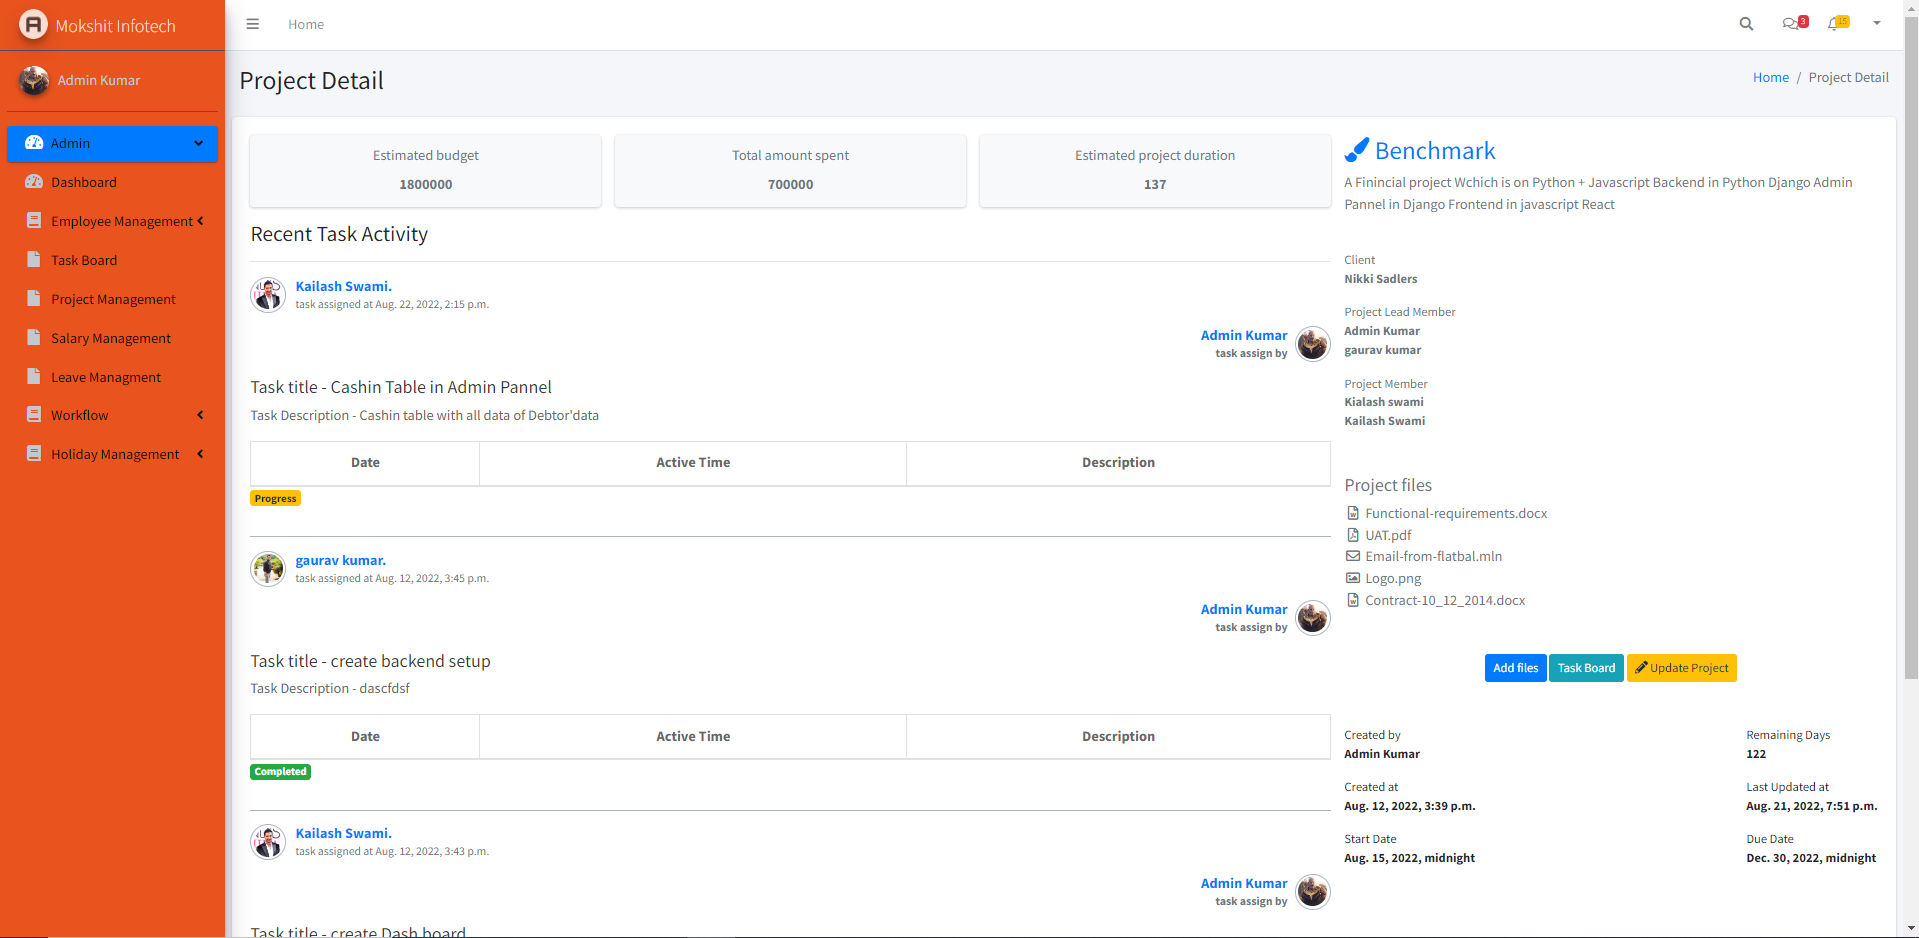 Mokshit Infotech
Home
3
15
Admin Kumar
Project Detail
Home / Project Detail
Admin
Dashboard
Employee Management
Task Board
Project Management
Salary Management
Leave Managment
Workflow
Holiday Management
Estimated budget
1800000
Total amount spent
700000
Estimated project duration
137
Recent Task Activity
Kailash Swami.
task assigned at Aug. 22, 2022, 2:15 p.m.
Admin Kumar
task assign by
Task title - Cashin Table in Admin Pannel
Task Description - Cashin table with all data of Debtor'data
Date Active Time Description
Progress
gaurav kumar.
task assigned at Aug. 12, 2022, 3:45 p.m.
Admin Kumar
task assign by
Task title - create backend setup
Task Description - dascfdsf
Date Active Time Description
Completed
Kailash Swami.
task assigned at Aug. 12, 2022, 3:43 p.m.
Admin Kumar
task assign by
Task title - create Dash board
Benchmark
A Finincial project Wchich is on Python + Javascript Backend in Python Django Admin
Pannel in Django Frontend in javascript React
Client
Nikki Sadlers
Project Lead Member
Admin Kumar
gaurav kumar
Project Member
Kialash swami
Kailash Swami
Project files
Functional-requirements.docx
UAT.pdf
Email-from-flatbal.mln
Logo.png
Contract-10_12_2014.docx
Add files
Task Board
Update Project
Created by
Admin Kumar
Remaining Days
122
Created at
Aug. 12, 2022, 3:39 p.m.
Last Updated at
Aug. 21, 2022, 7:51 p.m.
Start Date
Aug. 15, 2022, midnight
Due Date
Dec. 30, 2022, midnight